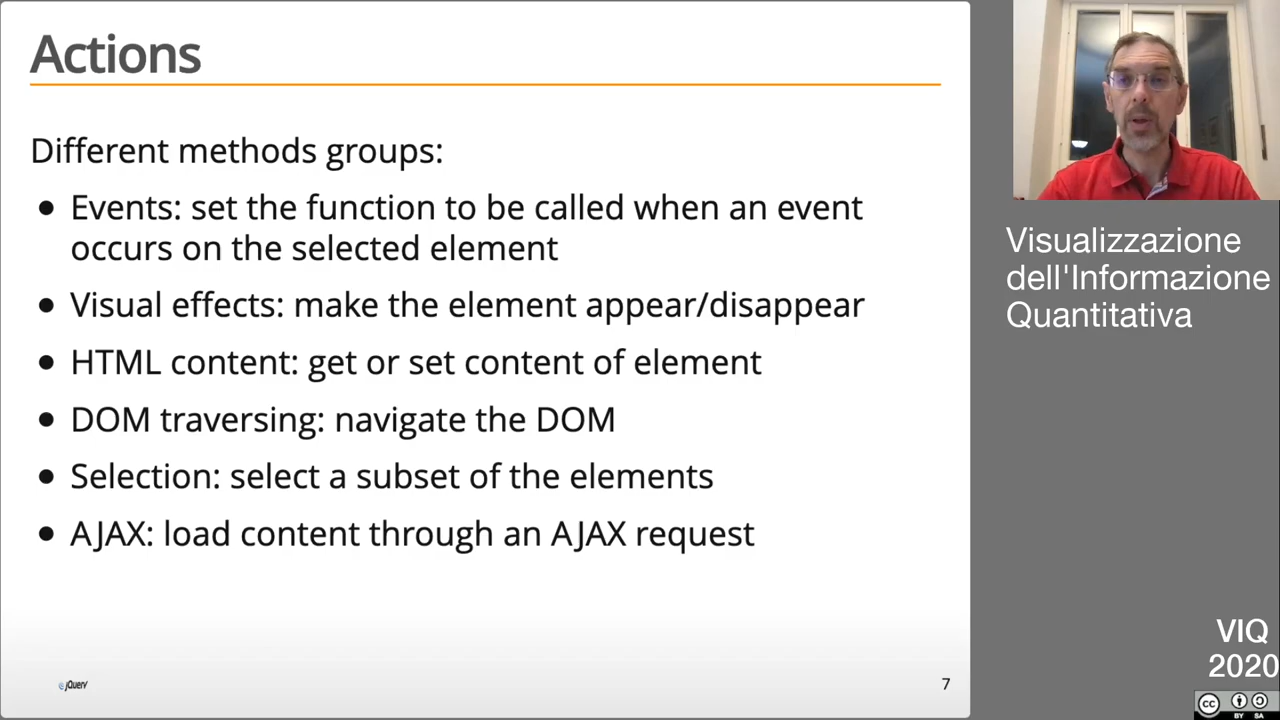 Actions
Different methods groups:
• Events: set the function to be called when an event
occurs on the selected element
• Visual effects: make the element appear/disappear
• HTML content: get or set content of element
• DOM traversing: navigate the DOM
• Selection: select a subset of the elements
• AJAX: load content through an AJAX request
jQuery
7
Visualizzazione
dell'Informazione
Quantitativa
VIQ
2020
cc
BY SA